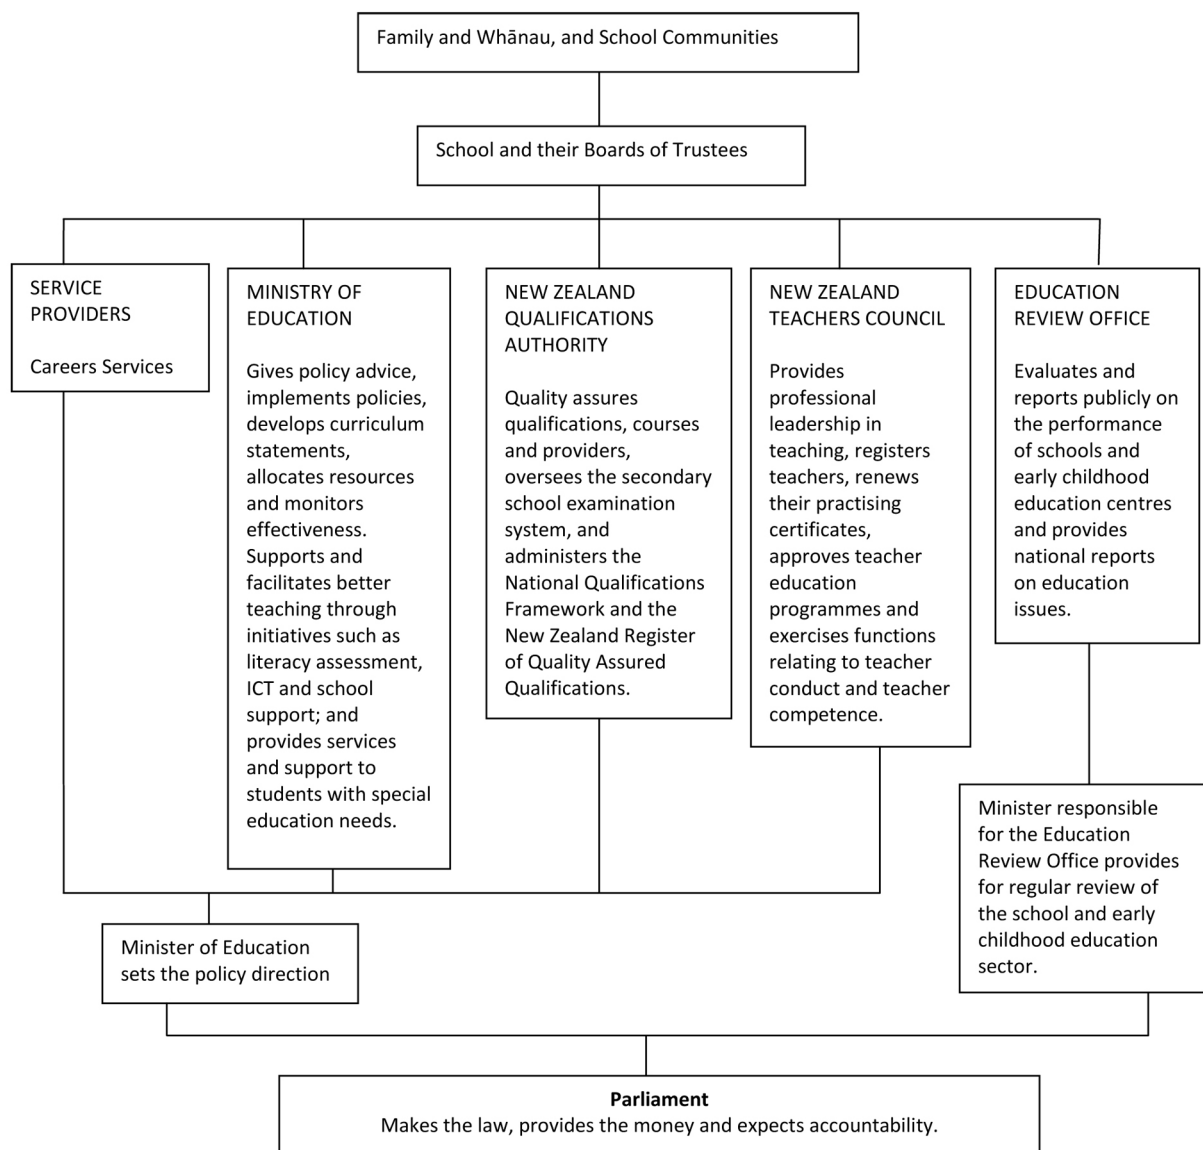 Family and Whānau, and School Communities
School and their Boards of Trustees
SERVICE
PROVIDERS
Careers Services
MINISTRY OF
EDUCATION
Gives policy advice,
implements policies,
develops curriculum
statements,
allocates resources
and monitors
effectiveness.
Supports and
facilitates better
teaching through
initiatives such as
literacy assessment,
ICT and school
support; and
provides services
and support to
students with special
education needs.
NEW ZEALAND
QUALIFICATIONS
AUTHORITY
Quality assures
qualifications, courses
and providers,
oversees the secondary
school examination
system, and
administers the
National Qualifications
Framework and the
New Zealand Register
of Quality Assured
Qualifications.
NEW ZEALAND
TEACHERS COUNCIL
Provides
professional
leadership in
teaching, registers
teachers, renews
their practising
certificates,
approves teacher
education
programmes and
exercises functions
relating to teacher
conduct and teacher
competence.
EDUCATION
REVIEW OFFICE
Evaluates and
reports publicly on
the performance
of schools and
early childhood
education centres
and provides
national reports
on education
issues.
Minister of Education
sets the policy direction
Minister responsible
for the Education
Review Office provides
for regular review of
the school and early
childhood education
sector.
Parliament
Makes the law, provides the money and expects accountability.